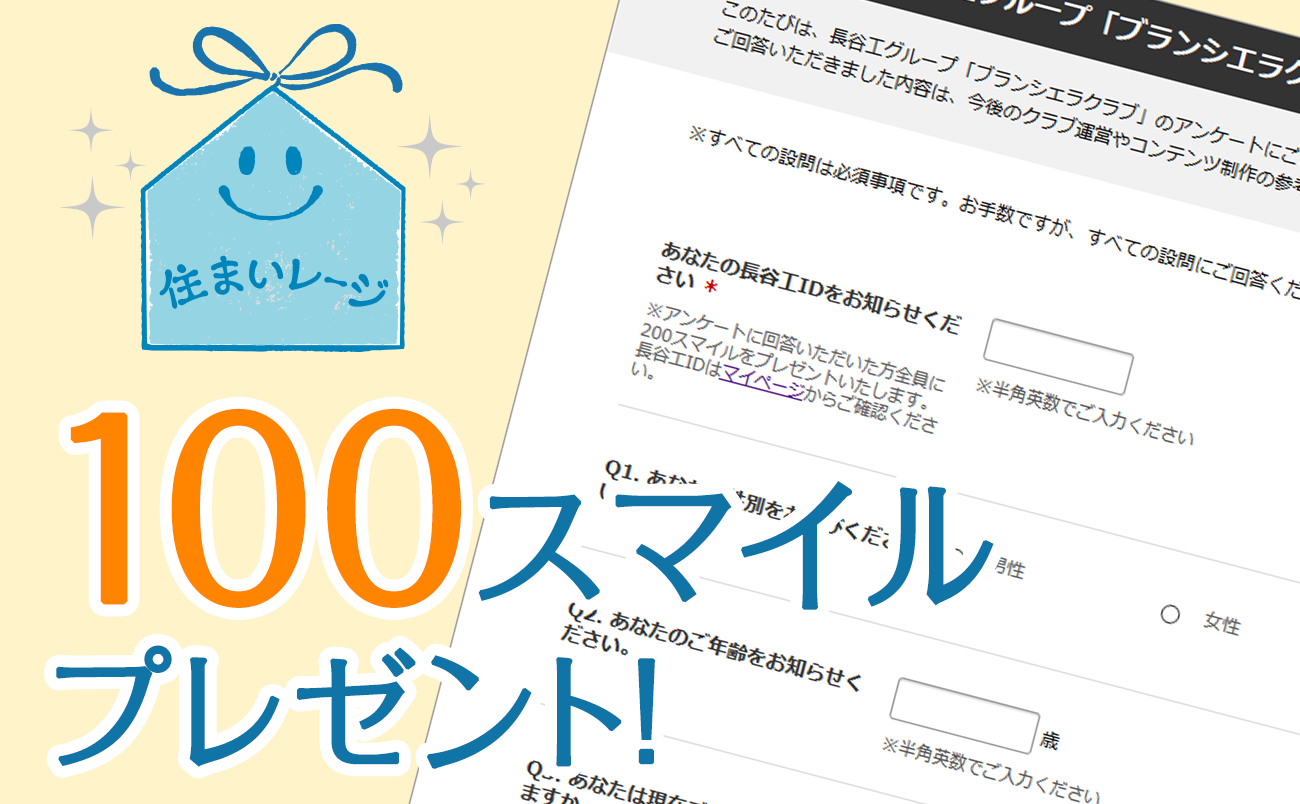 住まいレージ
100スマイル
プレゼント!
グループ「ブランシエラク
このたびは、長谷工グループ「ブランシエラクラブ」のアンケートにご
ご回答いただきました内容は、今後のクラブ運営やコンテンツ制作の参考
※すべての設問は必須事項です。お手数ですが、すべての設問にご回答くだ
あなたの長谷工IDをお知らせくだ
さい *
※アンケートに回答いただいた方全員に
200スマイルをプレゼントいたします。
長谷工IDはマイページからご確認くださ
い。
※半角英数でご入力ください
Q1. あなた
男性
女性
Q2. あなたのご年齢をお知らせく
ださい。
歳
※半角英数でご入力ください
Q3. あなたは現在
ますか